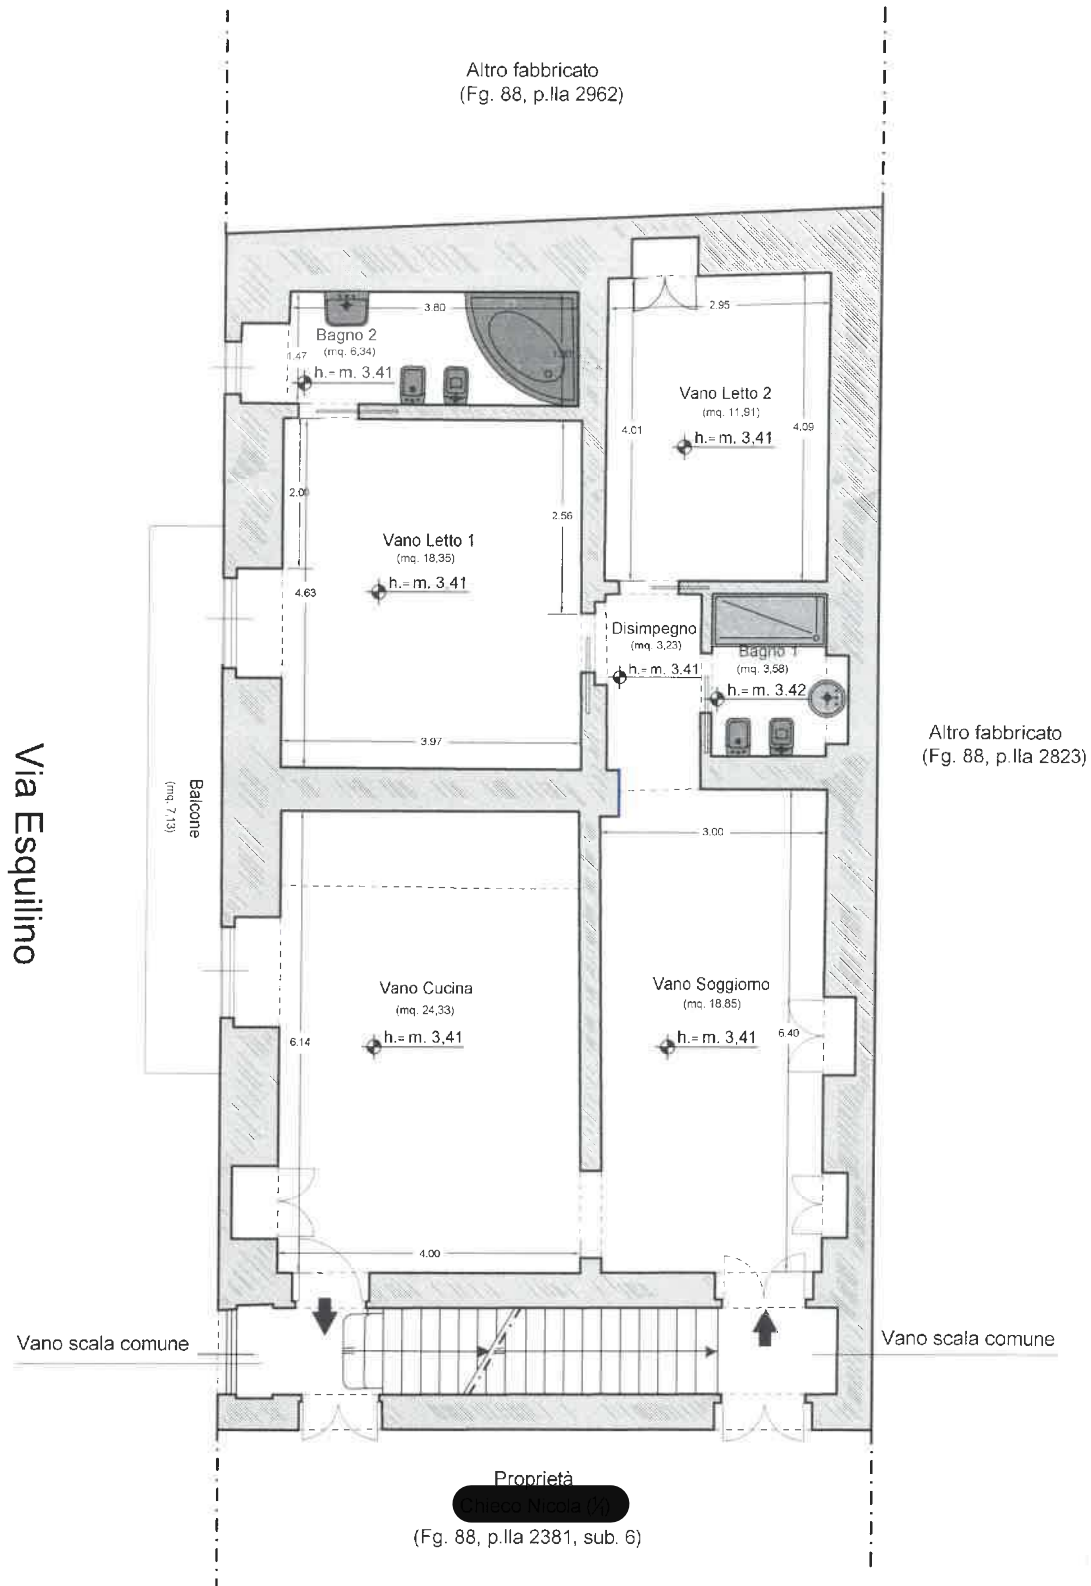 Altro fabbricato
(Fg. 88, p.lla 2962)
3.80
Bagno 2
(mq. 6,34)
1.47
h.= m. 3.41
2.95
Vano Letto 2
(mq. 11,91)
4.01
h.= m. 3,41
4.09
2.00
2.56
Vano Letto 1
(mq. 18,35)
h.= m. 3,41
4.63
3.97
Disimpegno
(mq. 3,23)
h.= m. 3.41
Bagno 1
(mq. 3,58)
h.= m. 3.42
Altro fabbricato
(Fg. 88, p.lla 2823)
Via Esquilino
Balcone
(mq. 7,13)
3.00
Vano Cucina
(mq. 24,33)
h.= m. 3,41
6.14
4.00
Vano Soggiorno
(mq. 18,85)
h.= m. 3,41
6.40
Vano scala comune
Vano scala comune
Proprietà
(Fg. 88, p.lla 2381, sub. 6)